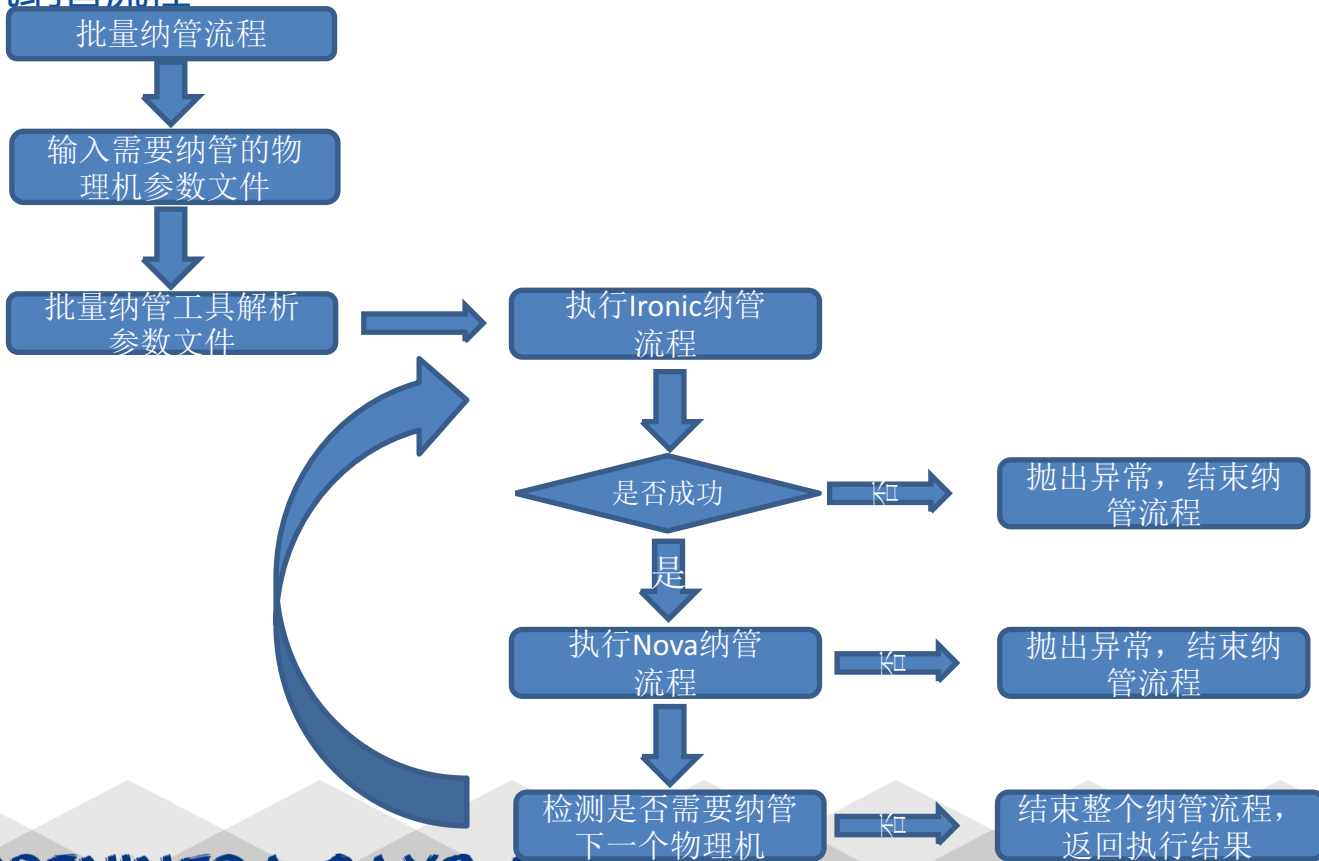 纳管流程
批量纳管流程
输入需要纳管的物
理机参数文件
批量纳管工具解析
参数文件
执行Ironic纳管
流程
是否成功
否
抛出异常，结束纳
管流程
是
执行Nova纳管
流程
否
抛出异常，结束纳
管流程
检测是否需要纳管
下一个物理机
否
结束整个纳管流程，
返回执行结果